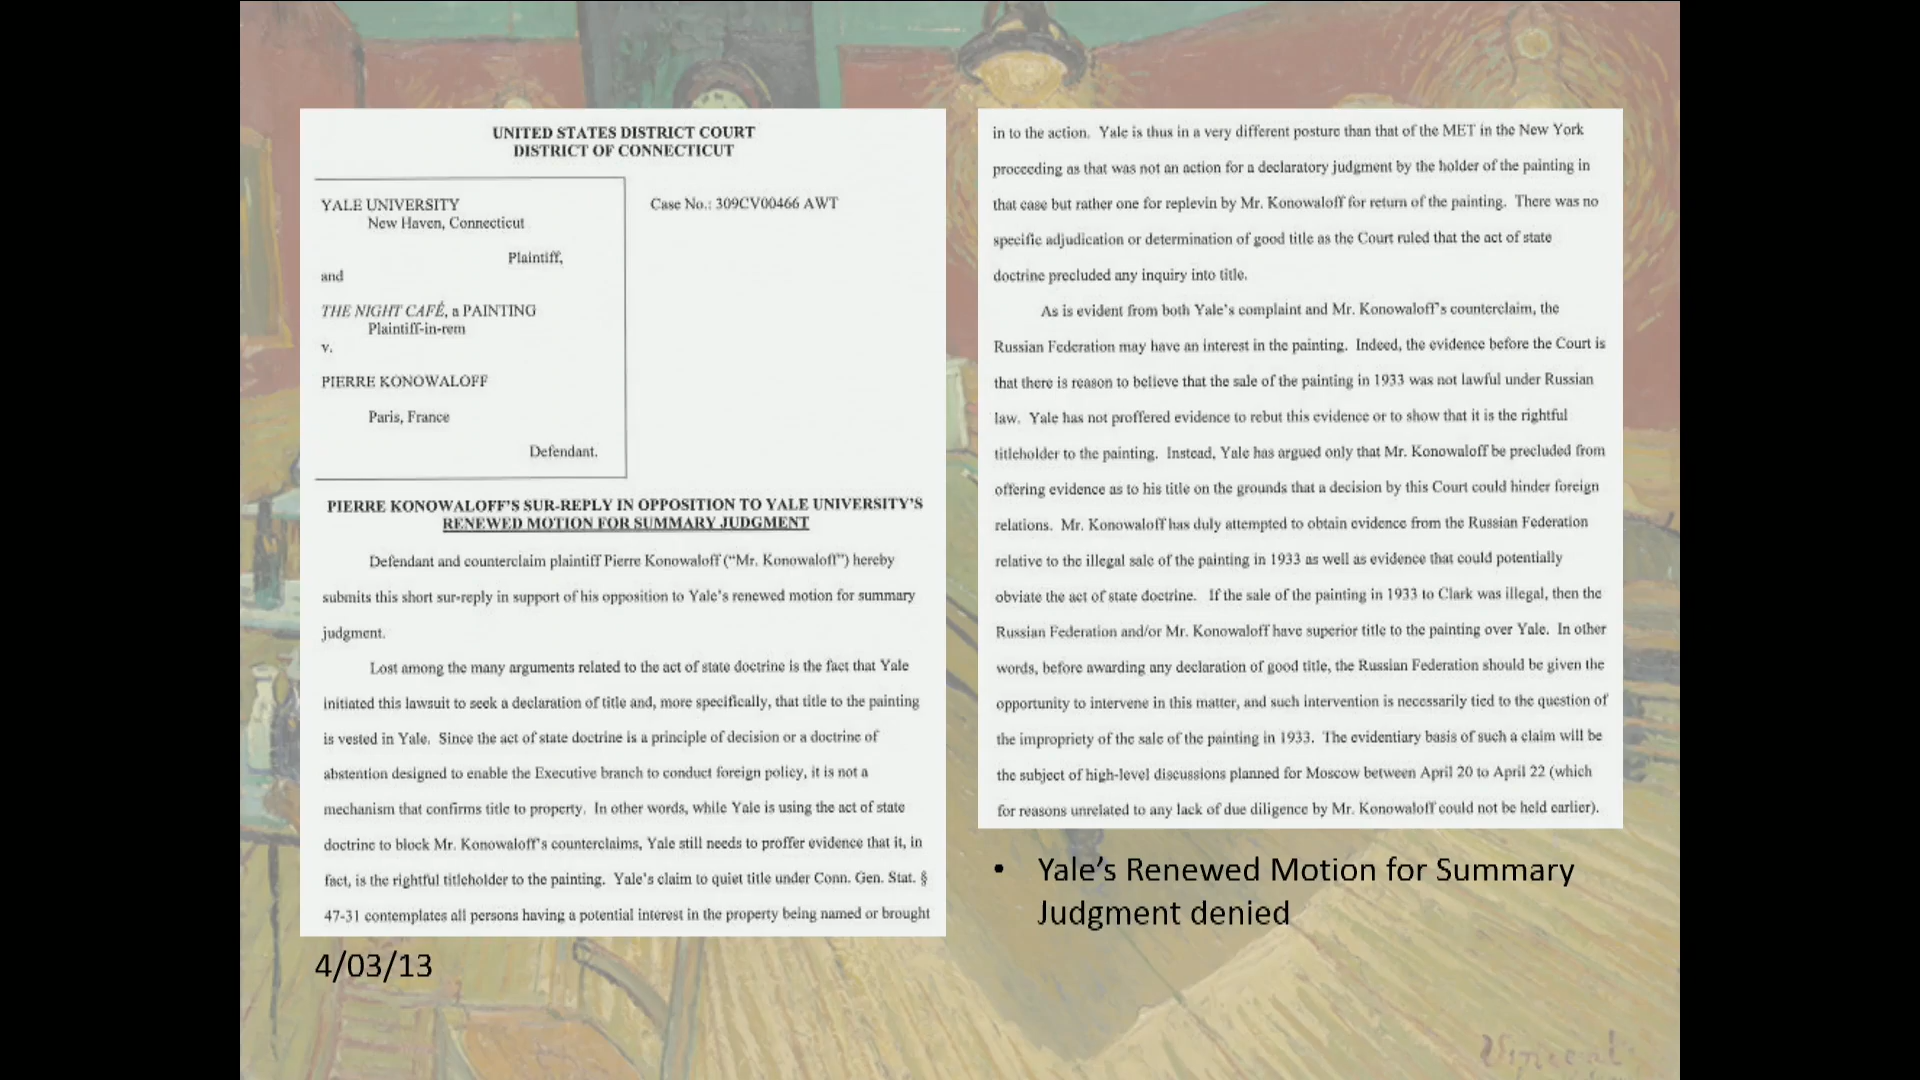 UNITED STATES DISTRICT COURT
DISTRICT OF CONNECTICUT
YALE UNIVERSITY
New Haven, Connecticut
Plaintiff,
and
THE NIGHT CAFÉ, a PAINTING
Plaintiff-in-rem
v.
PIERRE KONOWALOFF
Paris, France
Defendant.
Case No.: 309CV00466 AWT
PIERRE KONOWALOFF'S SUR-REPLY IN OPPOSITION TO YALE UNIVERSITY'S
RENEWED MOTION FOR SUMMARY JUDGMENT
Defendant and counterclaim plaintiff Pierre Konowaloff (“Mr. Konowaloff”) hereby
submits this short sur-reply in support of his opposition to Yale's renewed motion for summary
judgment.
Lost among the many arguments related to the act of state doctrine is the fact that Yale
initiated this lawsuit to seek a declaration of title and, more specifically, that title to the painting
is vested in Yale. Since the act of state doctrine is a principle of decision or a doctrine of
abstention designed to enable the Executive branch to conduct foreign policy, it is not a
mechanism that confirms title to property. In other words, while Yale is using the act of state
doctrine to block Mr. Konowaloff's counterclaims, Yale still needs to proffer evidence that it, in
fact, is the rightful titleholder to the painting. Yale's claim to quiet title under Conn. Gen. Stat. §
47-31 contemplates all persons having a potential interest in the property being named or brought
4/03/13
in to the action. Yale is thus in a very different posture than that of the MET in the New York
proceeding as that was not an action for a declaratory judgment by the holder of the painting in
that case but rather one for replevin by Mr. Konowaloff for return of the painting. There was no
specific adjudication or determination of good title as the Court ruled that the act of state
doctrine precluded any inquiry into title.
As is evident from both Yale's complaint and Mr. Konowaloff's counterclaim, the
Russian Federation may have an interest in the painting. Indeed, the evidence before the Court is
that there is reason to believe that the sale of the painting in 1933 was not lawful under Russian
law. Yale has not proffered evidence to rebut this evidence or to show that it is the rightful
titleholder to the painting. Instead, Yale has argued only that Mr. Konowaloff be precluded from
offering evidence as to his title on the grounds that a decision by this Court could hinder foreign
relations. Mr. Konowaloff has duly attempted to obtain evidence from the Russian Federation
relative to the illegal sale of the painting in 1933 as well as evidence that could potentially
obviate the act of state doctrine. If the sale of the painting in 1933 to Clark was illegal, then the
Russian Federation and/or Mr. Konowaloff have superior title to the painting over Yale. In other
words, before awarding any declaration of good title, the Russian Federation should be given the
opportunity to intervene in this matter, and such intervention is necessarily tied to the question of
the impropriety of the sale of the painting in 1933. The evidentiary basis of such a claim will be
the subject of high-level discussions planned for Moscow between April 20 to April 22 (which
for reasons unrelated to any lack of due diligence by Mr. Konowaloff could not be held earlier).
• Yale’s Renewed Motion for Summary
Judgment denied
Vincent